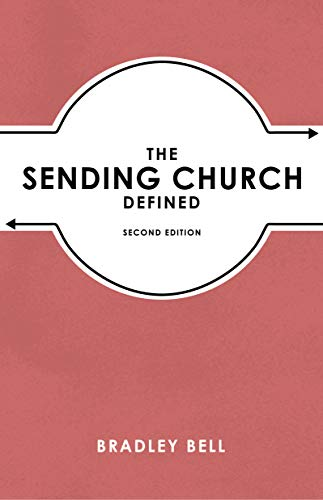 THE
SENDING CHURCH
DEFINED
SECOND EDITION
BRADLEY BELL